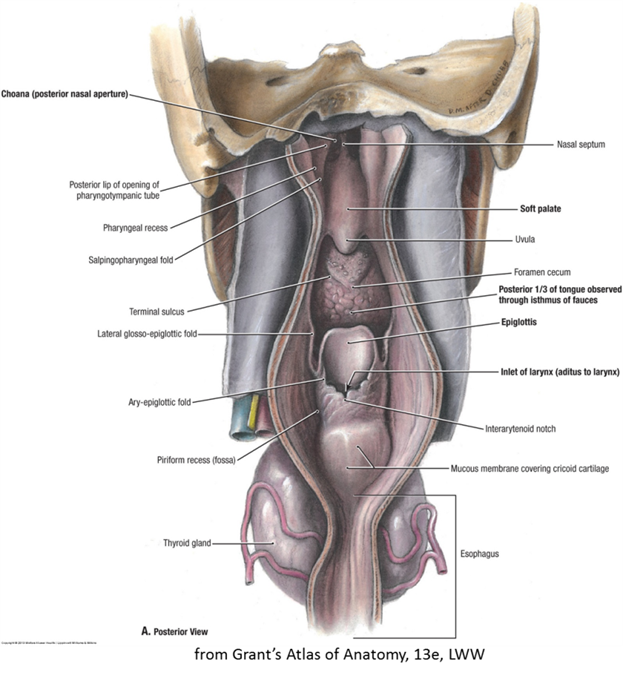 Choana (posterior nasal aperture)
Nasal septum
Posterior lip of opening of
pharyngotympanic tube
Soft palate
Pharyngeal recess
Uvula
Salpingopharyngeal fold
Foramen cecum
Posterior 1/3 of tongue observed
through isthmus of fauces
Terminal sulcus
Epiglottis
Lateral glosso-epiglottic fold
Inlet of larynx (aditus to larynx)
Ary-epiglottic fold
Interarytenoid notch
Piriform recess (fossa)
Mucous membrane covering cricoid cartilage
Thyroid gland
Esophagus
A. Posterior View
from Grant's Atlas of Anatomy, 13e, LWW